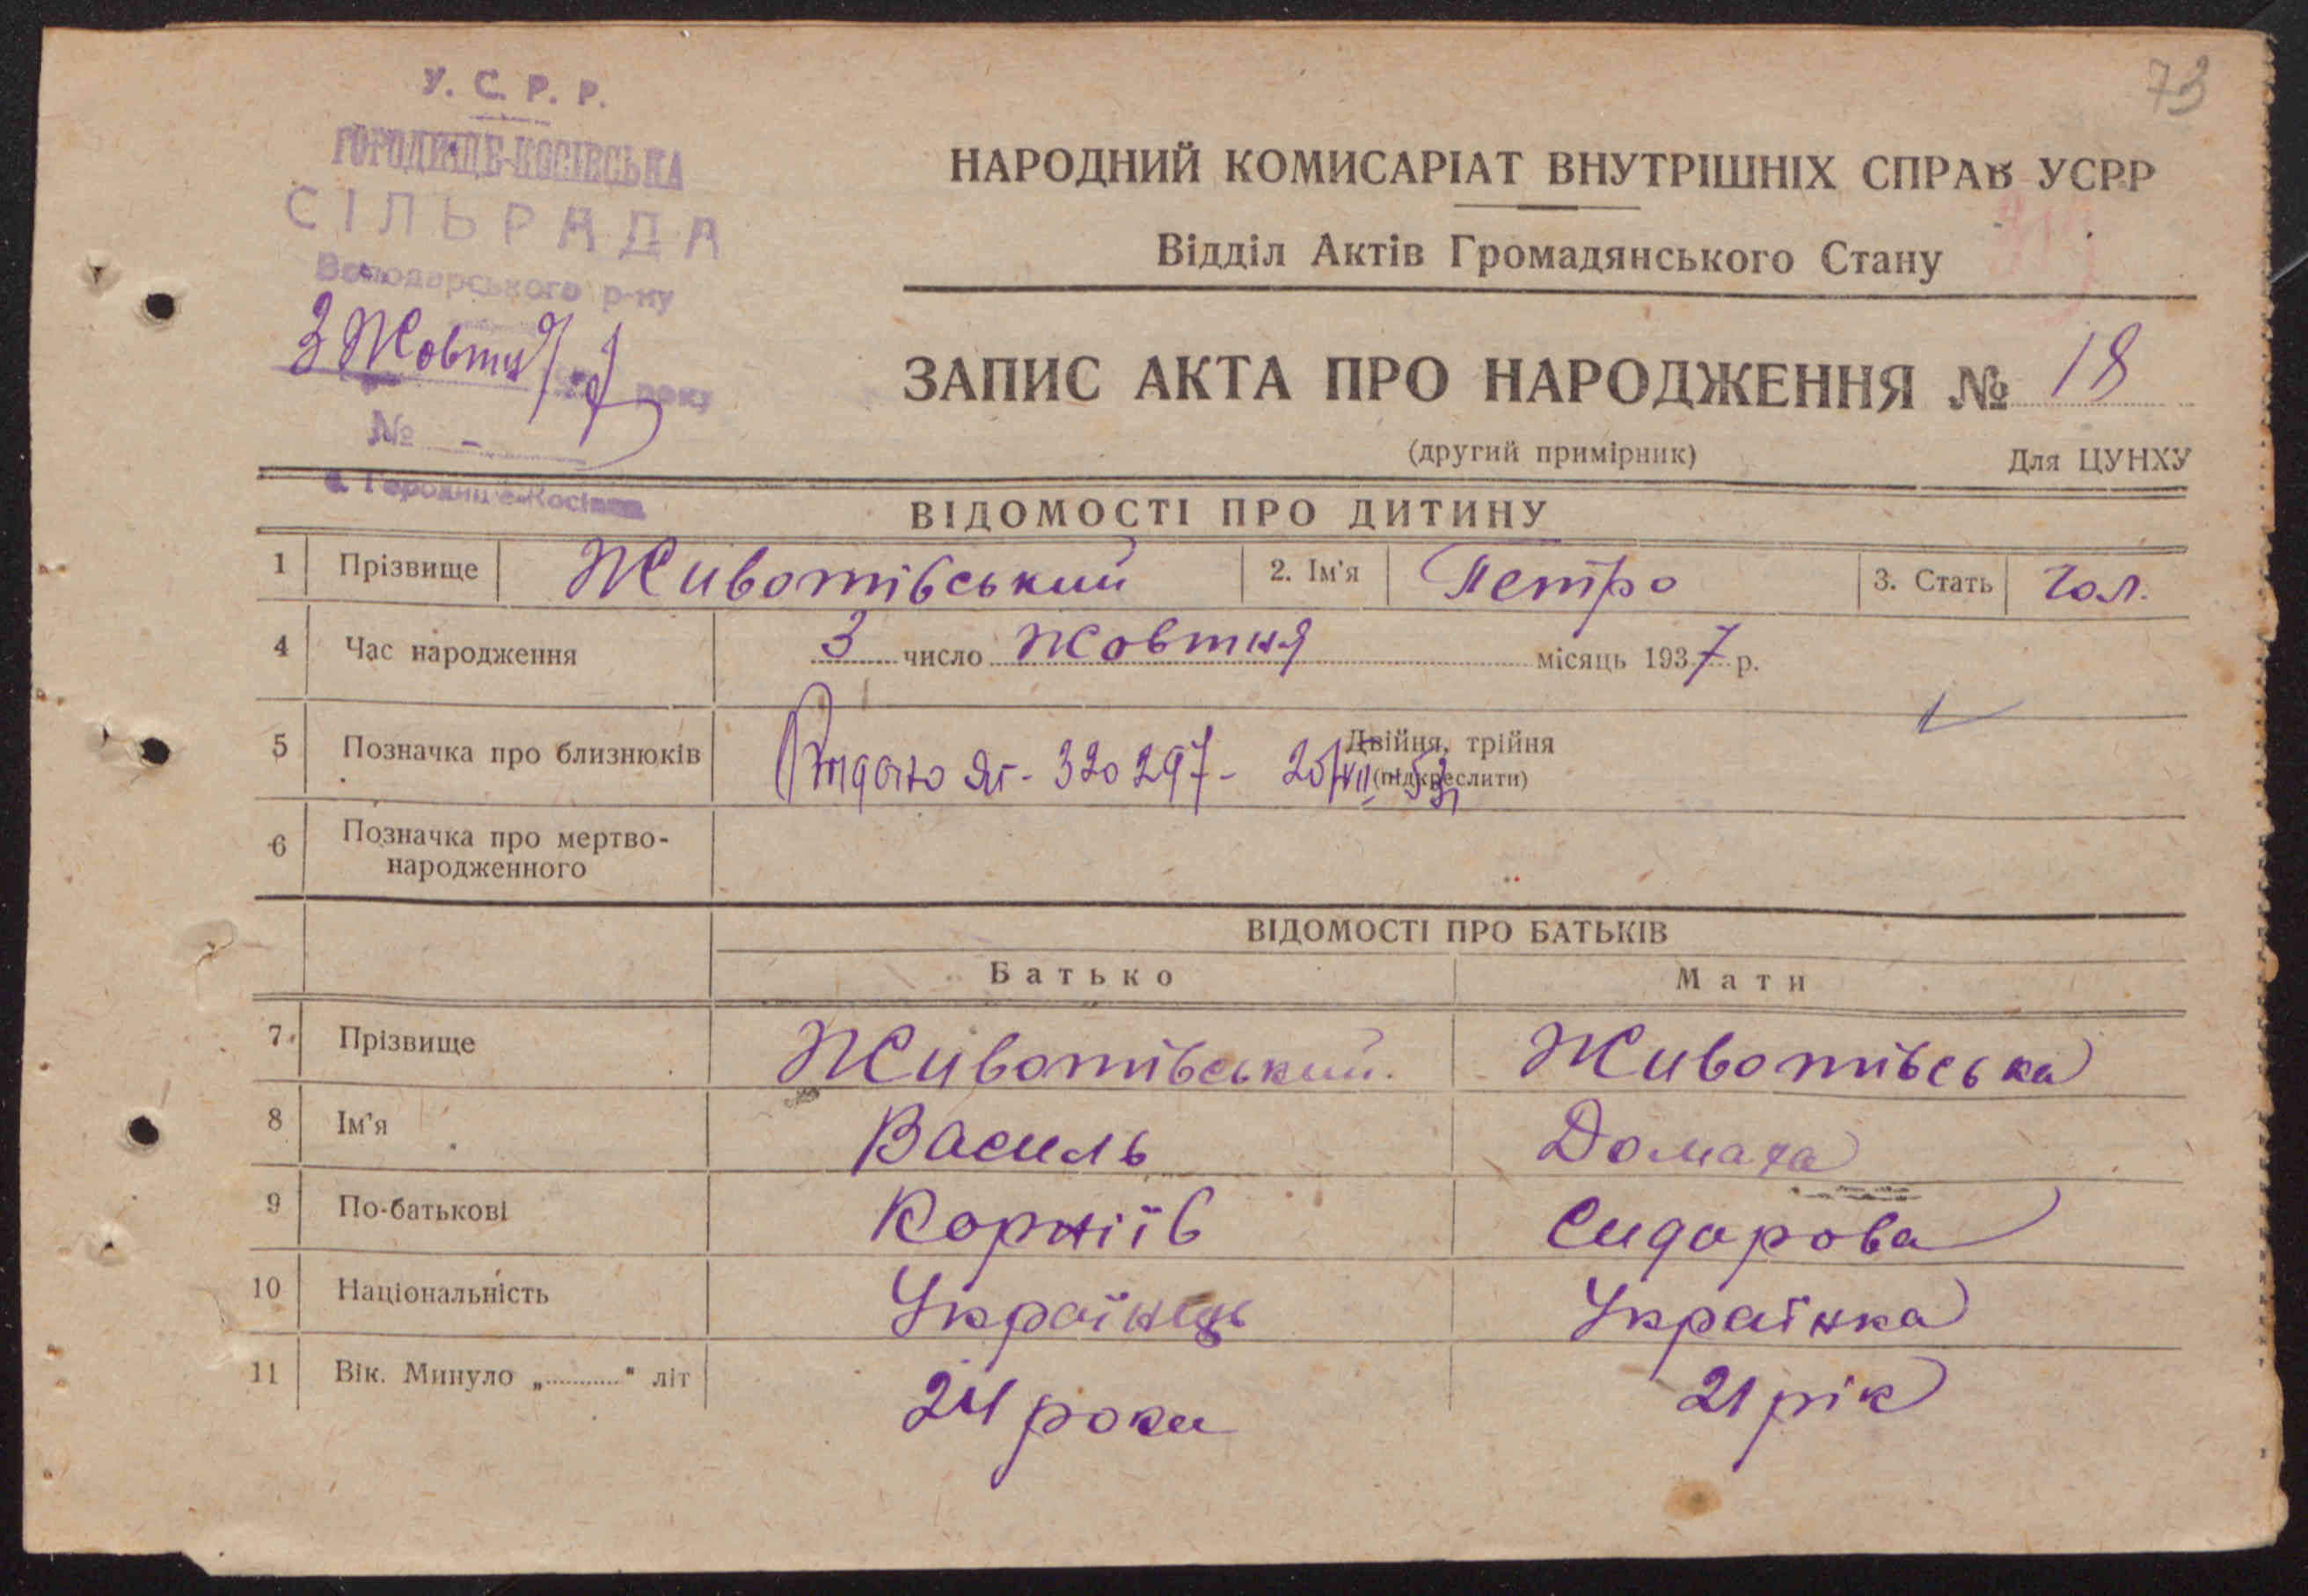 73
У. С. Р. Р.
ГОРОДИЩЕ-КОСІВСЬКА
СІЛЬРАДА
Володарського р-ну
3 Жовтня 1937 року
№ -
с. Городище-Косівка
НАРОДНИЙ КОМИСАРІАТ ВНУТРІШНІХ СПРАВ УСРР
Відділ Актів Громадянського Стану
ЗАПИС АКТА ПРО НАРОДЖЕННЯ № 18
(другий примірник) Для ЦУНХУ
ВІДОМОСТІ ПРО ДИТИНУ
1 Прізвище Животівський 2. Ім'я Петро 3. Стать Чол.
4 Час народження 3 число Жовтня місяць 1937 р.
5 Позначка про близнюків Двійня, трійня
(підкреслити)
320297 -
6 Позначка про мертво-
народженного
ВІДОМОСТІ ПРО БАТЬКІВ
Батько Мати
7 Прізвище Животівський. Животівська
8 Ім'я Василь Домаха
9 По-батькові Корніїв Сидорова
10 Національність Українець Українка
11 Вік. Минуло „..........“ літ 24 роки 21 рік